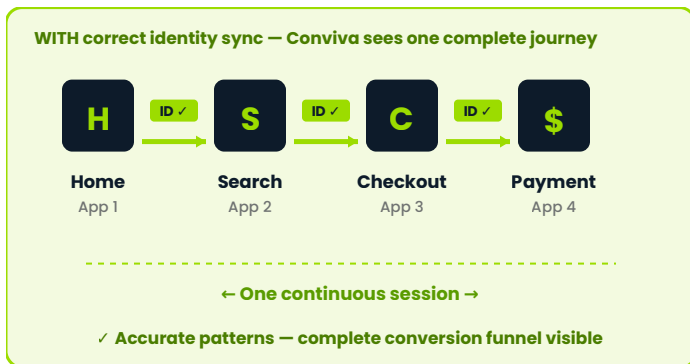 WITH correct identity sync — Conviva sees one complete journey
H ID ✓ S ID ✓ C ID ✓ $
Home Search Checkout Payment
App 1 App 2 App 3 App 4
← One continuous session →
✓ Accurate patterns — complete conversion funnel visible